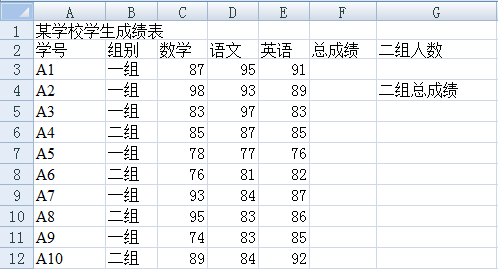 A B C D E F G
1 某学校学生成绩表
2 学号 组别 数学 语文 英语 总成绩 二组人数
3 A1 一组 87 95 91
4 A2 一组 98 93 89 二组总成绩
5 A3 一组 83 97 83
6 A4 二组 85 87 85
7 A5 一组 78 77 76
8 A6 二组 76 81 82
9 A7 一组 93 84 87
10 A8 二组 95 83 86
11 A9 一组 74 83 85
12 A10 二组 89 84 92